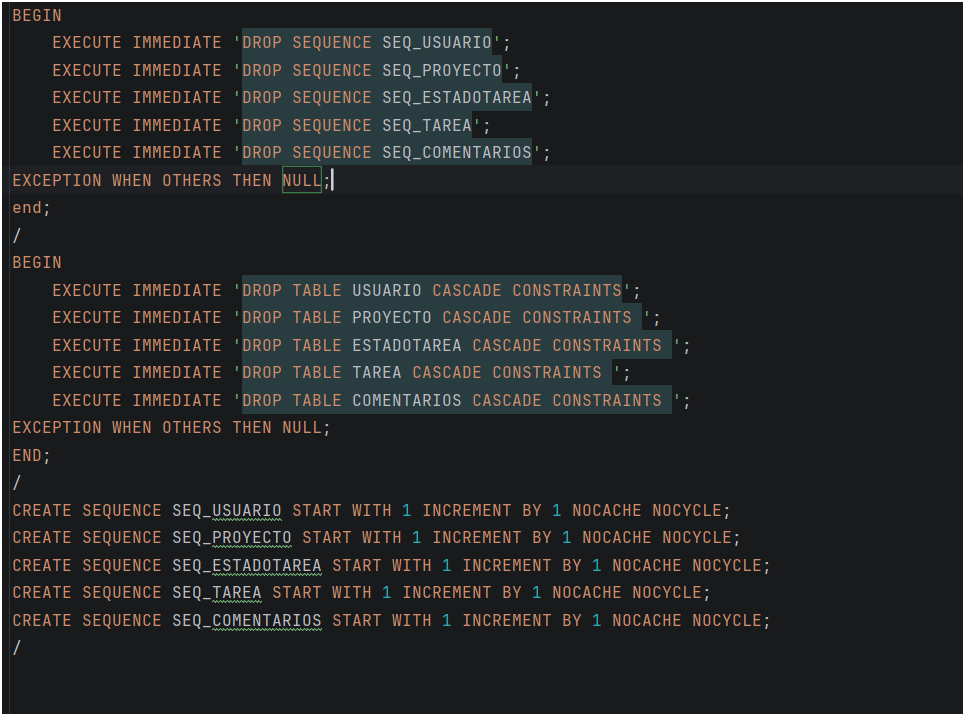 BEGIN
    EXECUTE IMMEDIATE 'DROP SEQUENCE SEQ_USUARIO';
    EXECUTE IMMEDIATE 'DROP SEQUENCE SEQ_PROYECTO';
    EXECUTE IMMEDIATE 'DROP SEQUENCE SEQ_ESTADOTAREA';
    EXECUTE IMMEDIATE 'DROP SEQUENCE SEQ_TAREA';
    EXECUTE IMMEDIATE 'DROP SEQUENCE SEQ_COMENTARIOS';
EXCEPTION WHEN OTHERS THEN NULL;
end;
/
BEGIN
    EXECUTE IMMEDIATE 'DROP TABLE USUARIO CASCADE CONSTRAINTS';
    EXECUTE IMMEDIATE 'DROP TABLE PROYECTO CASCADE CONSTRAINTS ';
    EXECUTE IMMEDIATE 'DROP TABLE ESTADOTAREA CASCADE CONSTRAINTS ';
    EXECUTE IMMEDIATE 'DROP TABLE TAREA CASCADE CONSTRAINTS ';
    EXECUTE IMMEDIATE 'DROP TABLE COMENTARIOS CASCADE CONSTRAINTS ';
EXCEPTION WHEN OTHERS THEN NULL;
END;
/
CREATE SEQUENCE SEQ_USUARIO START WITH 1 INCREMENT BY 1 NOCACHE NOCYCLE;
CREATE SEQUENCE SEQ_PROYECTO START WITH 1 INCREMENT BY 1 NOCACHE NOCYCLE;
CREATE SEQUENCE SEQ_ESTADOTAREA START WITH 1 INCREMENT BY 1 NOCACHE NOCYCLE;
CREATE SEQUENCE SEQ_TAREA START WITH 1 INCREMENT BY 1 NOCACHE NOCYCLE;
CREATE SEQUENCE SEQ_COMENTARIOS START WITH 1 INCREMENT BY 1 NOCACHE NOCYCLE;
/